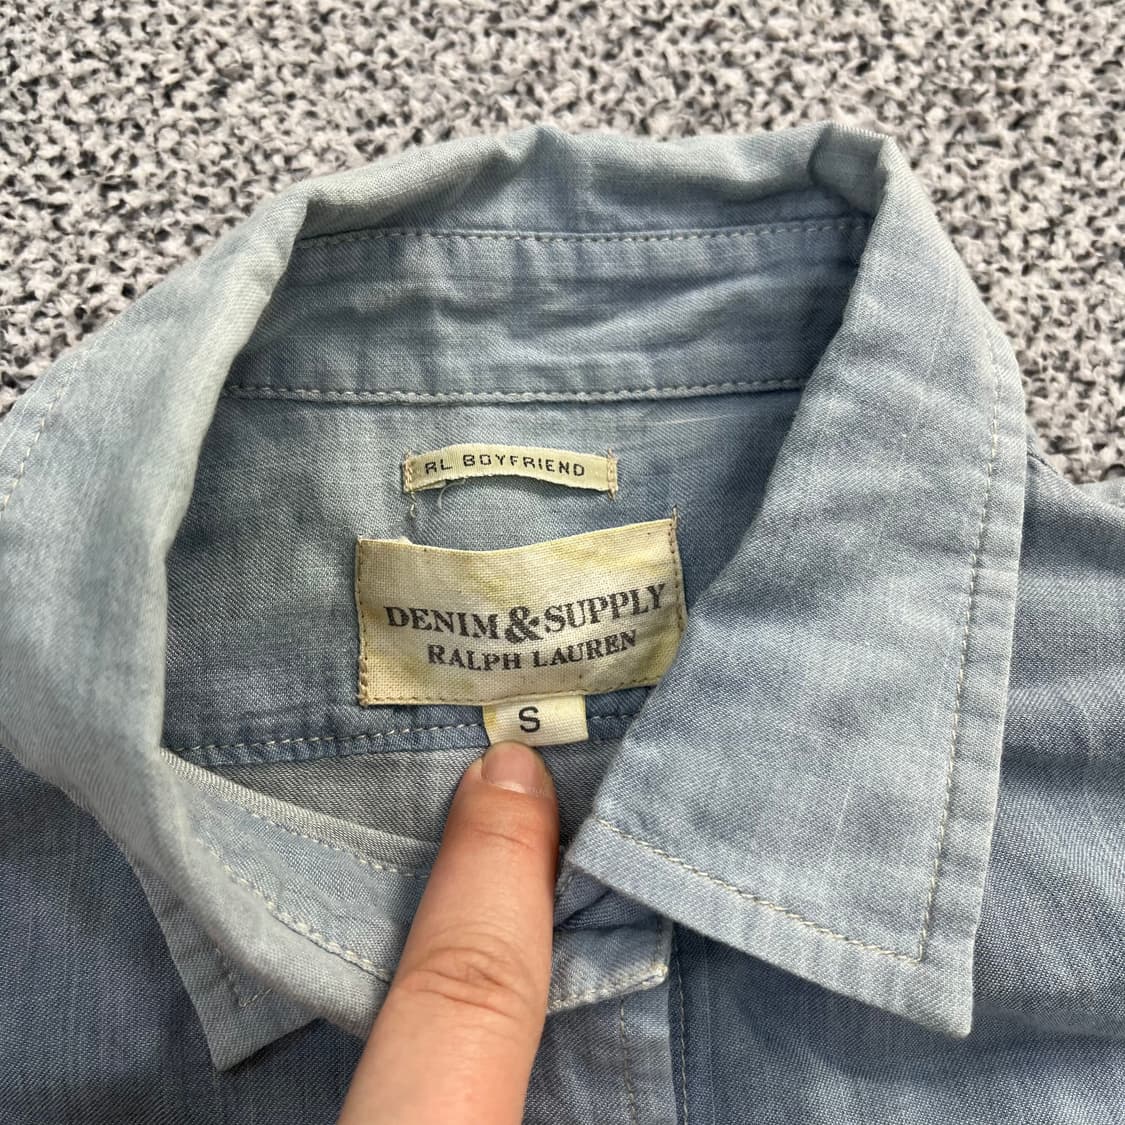 RL BOYFRIEND
DENIM & SUPPLY
RALPH LAUREN
S